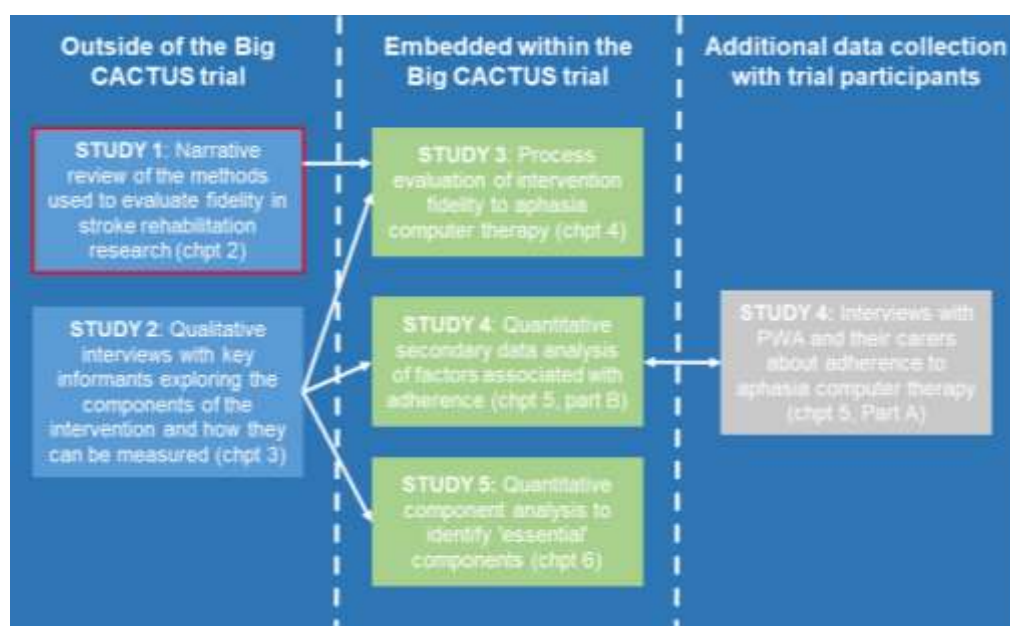 Outside of the Big
CACTUS trial
STUDY 1: Narrative
review of the methods
used to evaluate fidelity in
stroke rehabilitation
research (chpt 2)
STUDY 2: Qualitative
interviews with key
informants exploring the
components of the
intervention and how they
can be measured (chpt 3)
Embedded within the
Big CACTUS trial
STUDY 3: Process
evaluation of intervention
fidelity to aphasia
computer therapy (chpt 4)
STUDY 4: Quantitative
secondary data analysis
of factors associated with
adherence (chpt 5, part B)
STUDY 5: Quantitative
component analysis to
identify 'essential'
components (chpt 6)
Additional data collection
with trial participants
STUDY 4: Interviews with
PWA and their carers
about adherence to
aphasia computer therapy
(chpt 5, Part A)